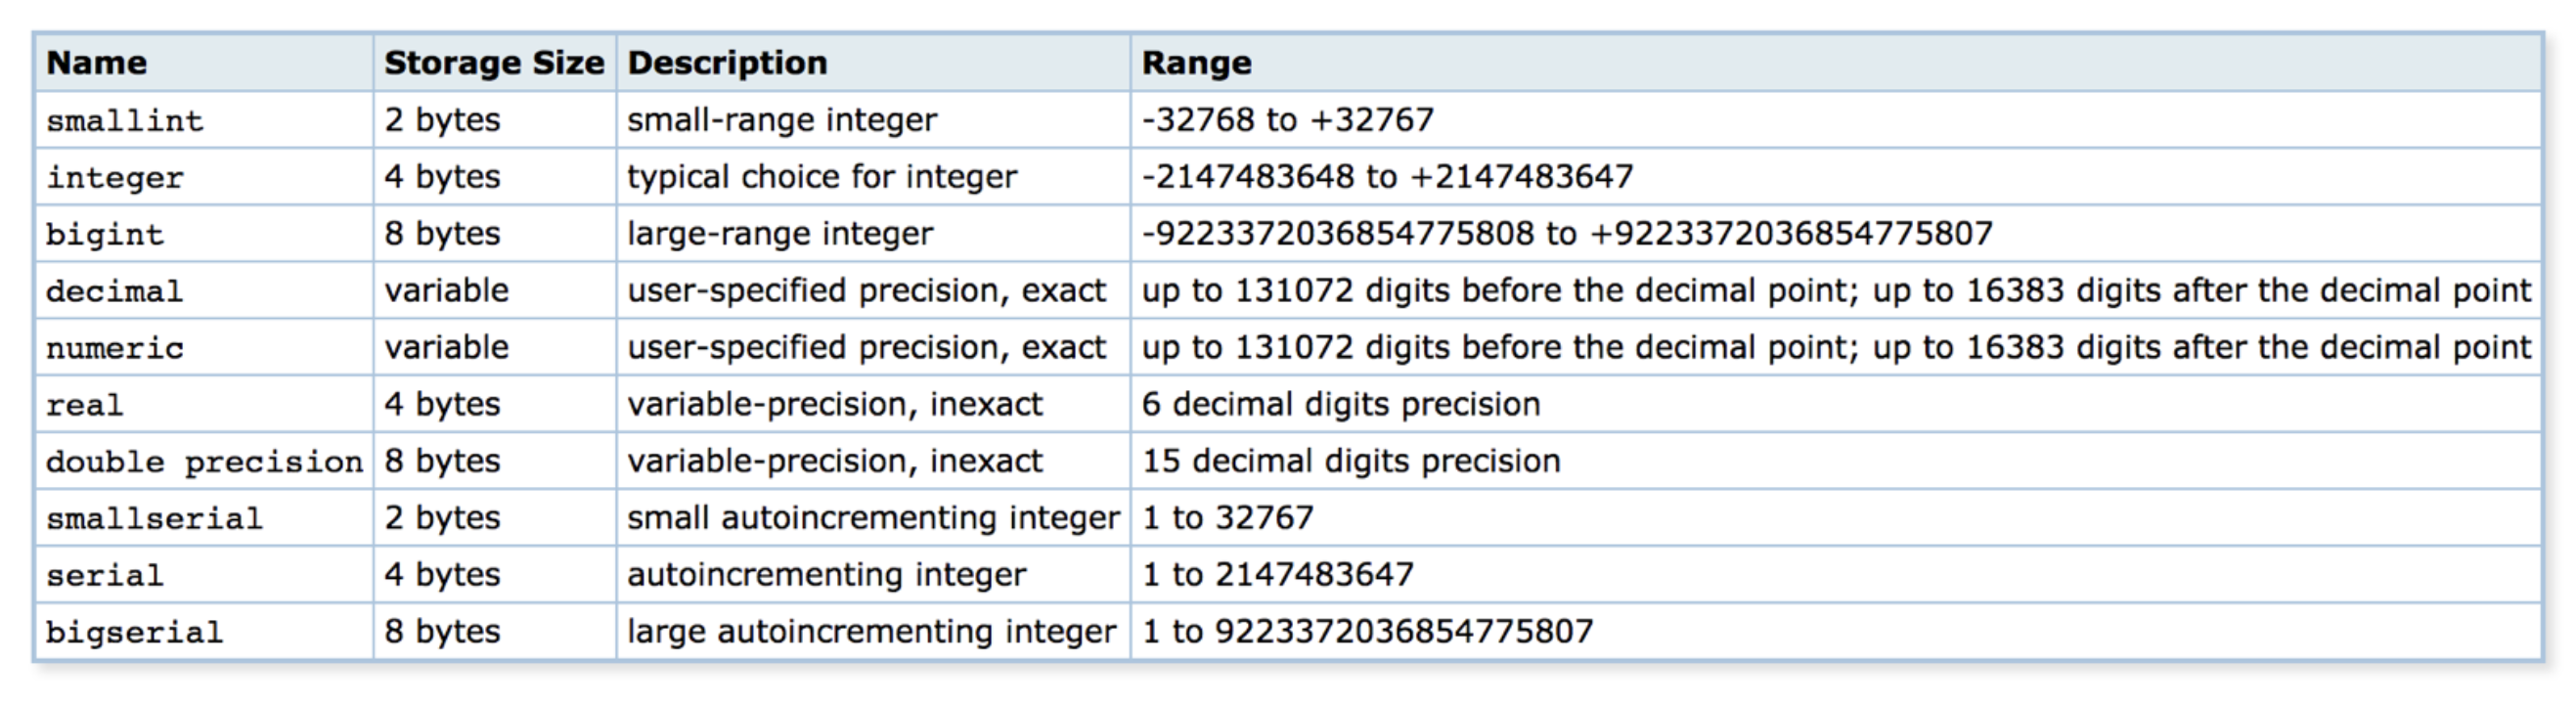 Name Storage Size Description Range
smallint 2 bytes small-range integer -32768 to +32767
integer 4 bytes typical choice for integer -2147483648 to +2147483647
bigint 8 bytes large-range integer -9223372036854775808 to +9223372036854775807
decimal variable user-specified precision, exact up to 131072 digits before the decimal point; up to 16383 digits after the decimal point
numeric variable user-specified precision, exact up to 131072 digits before the decimal point; up to 16383 digits after the decimal point
real 4 bytes variable-precision, inexact 6 decimal digits precision
double precision 8 bytes variable-precision, inexact 15 decimal digits precision
smallserial 2 bytes small autoincrementing integer 1 to 32767
serial 4 bytes autoincrementing integer 1 to 2147483647
bigserial 8 bytes large autoincrementing integer 1 to 9223372036854775807